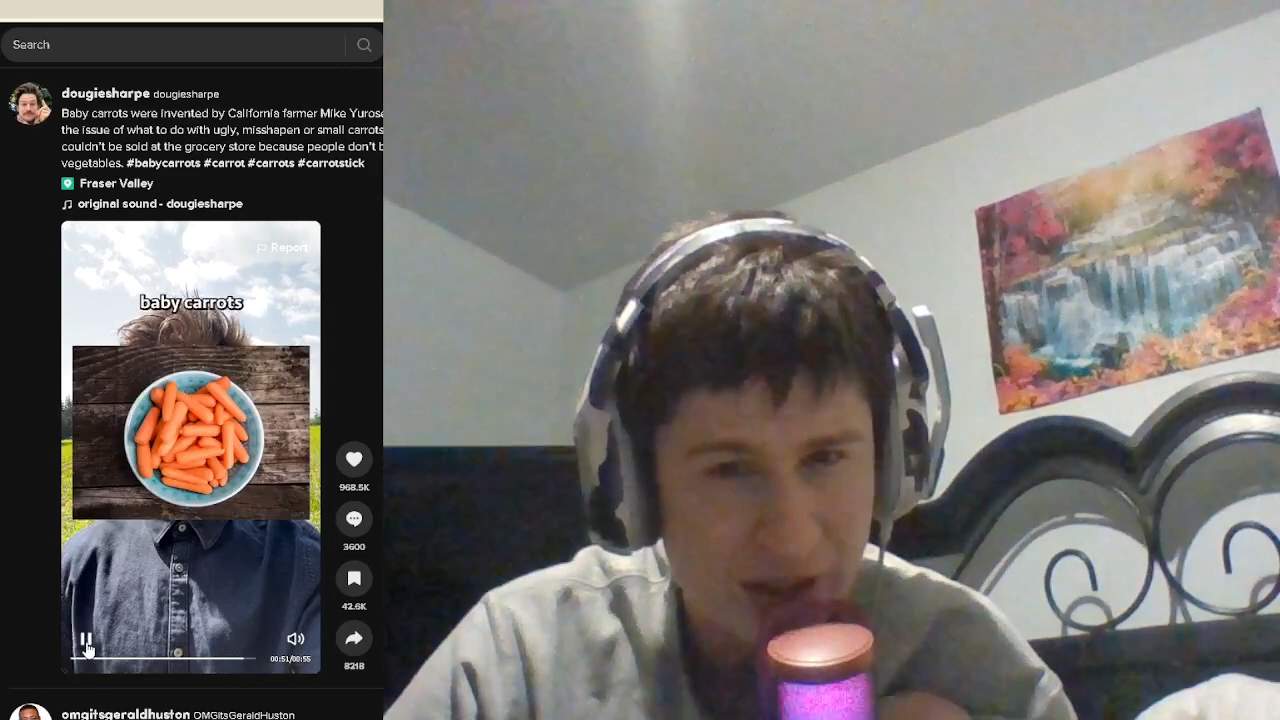 Search
dougiesharpe dougiesharpe
Baby carrots were invented by California farmer Mike Yurose
the issue of what to do with ugly, misshapen or small carrots
couldn't be sold at the grocery store because people don't b
vegetables. #babycarrots #carrot #carrots #carrotstick
Fraser Valley
original sound - dougiesharpe
Report
baby carrots
968.5K
3600
42.6K
8218
00:51/00:55
omgitsgeraldhuston OMGitsGeraldHuston